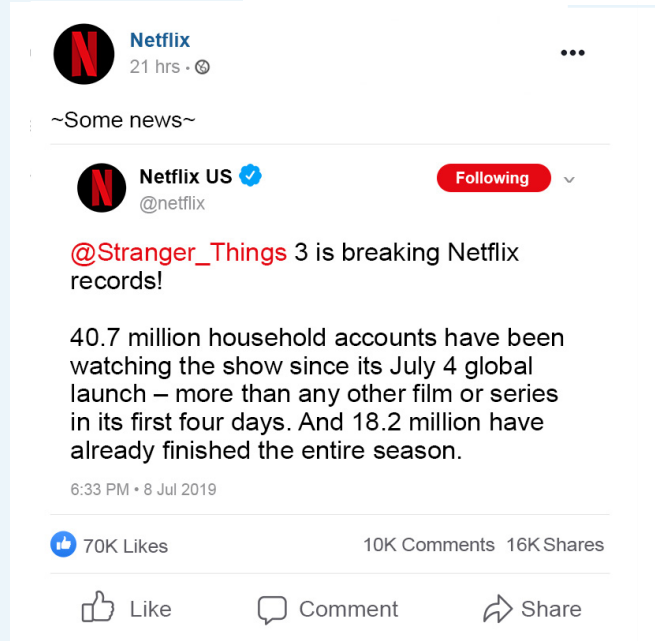 Netflix
21 hrs •
~Some news~
Netflix US
Following
@netflix
@Stranger_Things 3 is breaking Netflix
records!
40.7 million household accounts have been
watching the show since its July 4 global
launch – more than any other film or series
in its first four days. And 18.2 million have
already finished the entire season.
6:33 PM • 8 Jul 2019
70K Likes
10K Comments 16K Shares
Like
Comment
Share